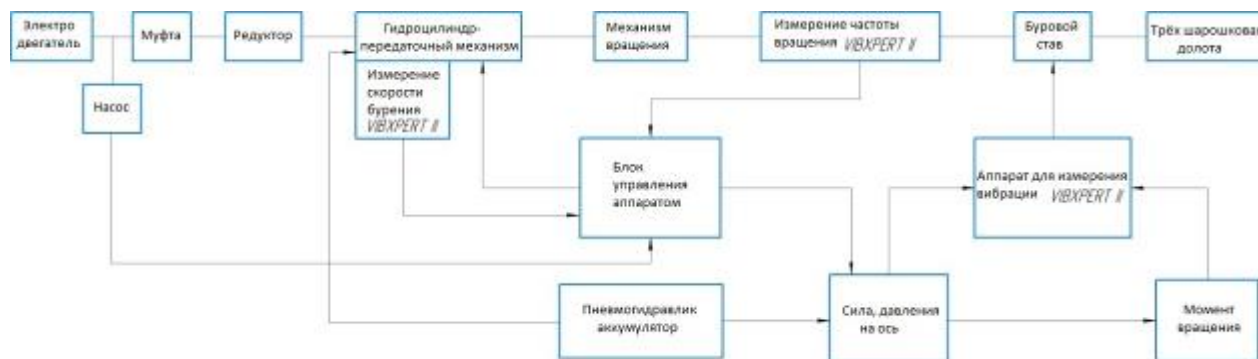 Электро
двегатель
Муфта
Редуктор
Гидроцилиндр-
передаточный механизм
Механизм
вращения
Измерение частоты
вращения VIBXPERT II
Буровой
став
Трёх шарошковая
долота
Насос
Измерение
скорости
бурения
VIBXPERT II
Блок
управления
аппаратом
Аппарат для измерения
вибрации VIBXPERT II
Пневмогидравлик
аккумулятор
Сила, давления
на ось
Момент
вращения